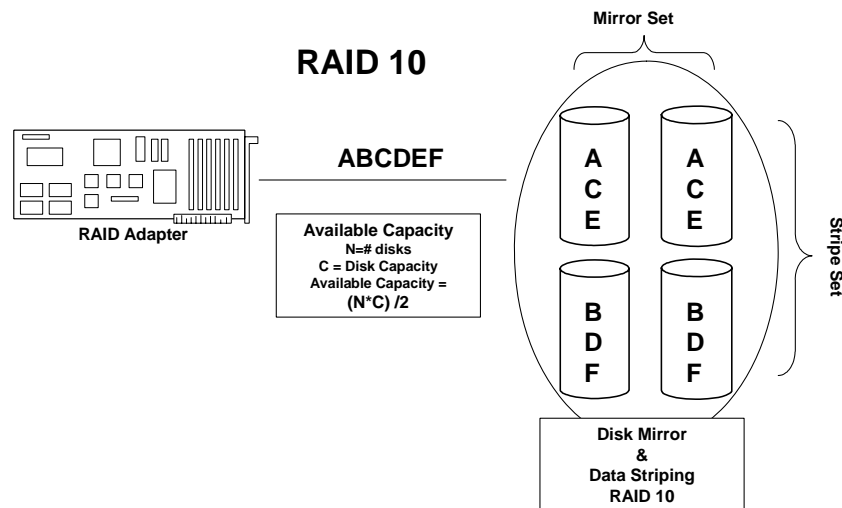 Mirror Set
RAID 10
ABCDEF
RAID Adapter
Available Capacity
N=# disks
C = Disk Capacity
Available Capacity =
(N*C) /2
A
C
E
A
C
E
B
D
F
B
D
F
Stripe Set
Disk Mirror
&
Data Striping
RAID 10